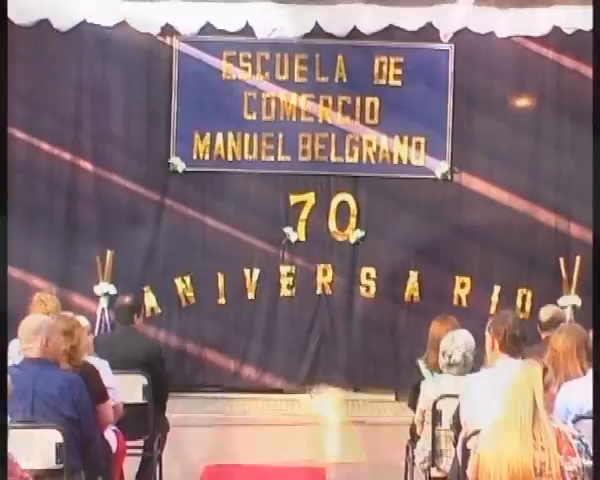 ESCUELA DE
COMERCIO
MANUEL BELGRANO
70
ANIVERSARIO